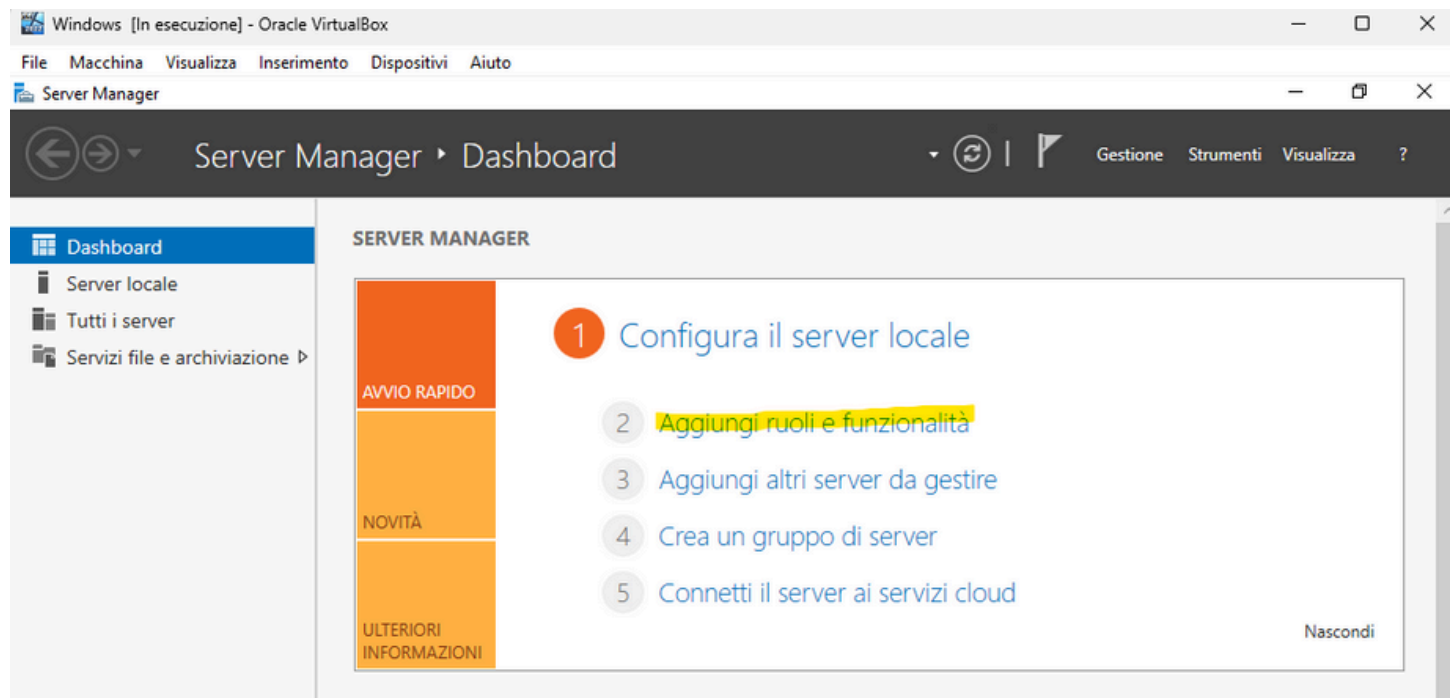 Windows [In esecuzione] - Oracle VirtualBox
File Macchina Visualizza Inserimento Dispositivi Aiuto
Server Manager
Server Manager Dashboard
Gestione Strumenti Visualizza ?
Dashboard
Server locale
Tutti i server
Servizi file e archiviazione
SERVER MANAGER
AVVIO RAPIDO
NOVITÀ
ULTERIORI
INFORMAZIONI
1 Configura il server locale
2 Aggiungi ruoli e funzionalità
3 Aggiungi altri server da gestire
4 Crea un gruppo di server
5 Connetti il server ai servizi cloud
Nascondi